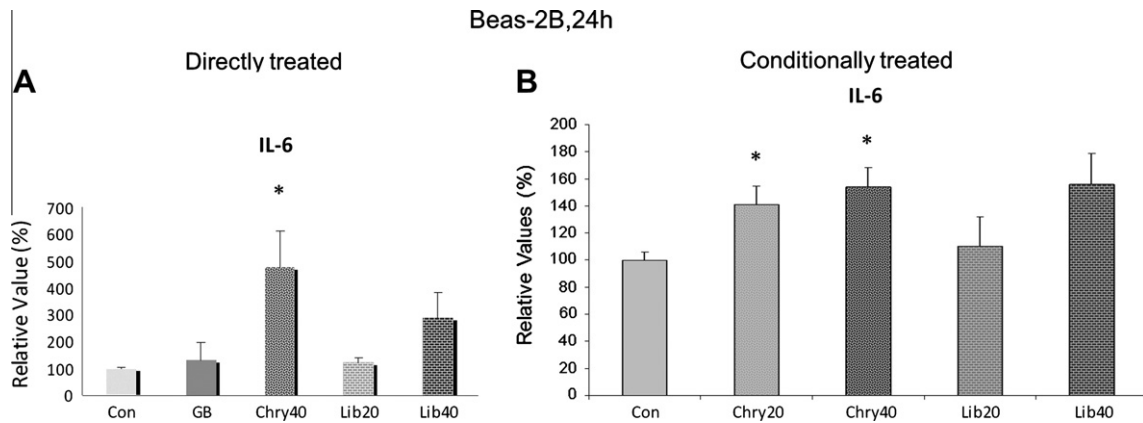 Beas-2B,24h
Directly treated
A
IL-6
*
Relative Value (%)
700
600
500
400
300
200
100
0
Con GB Chry40 Lib20 Lib40
Conditionally treated
B
IL-6
* *
Relative Values (%)
200
180
160
140
120
100
80
60
40
20
0
Con Chry20 Chry40 Lib20 Lib40